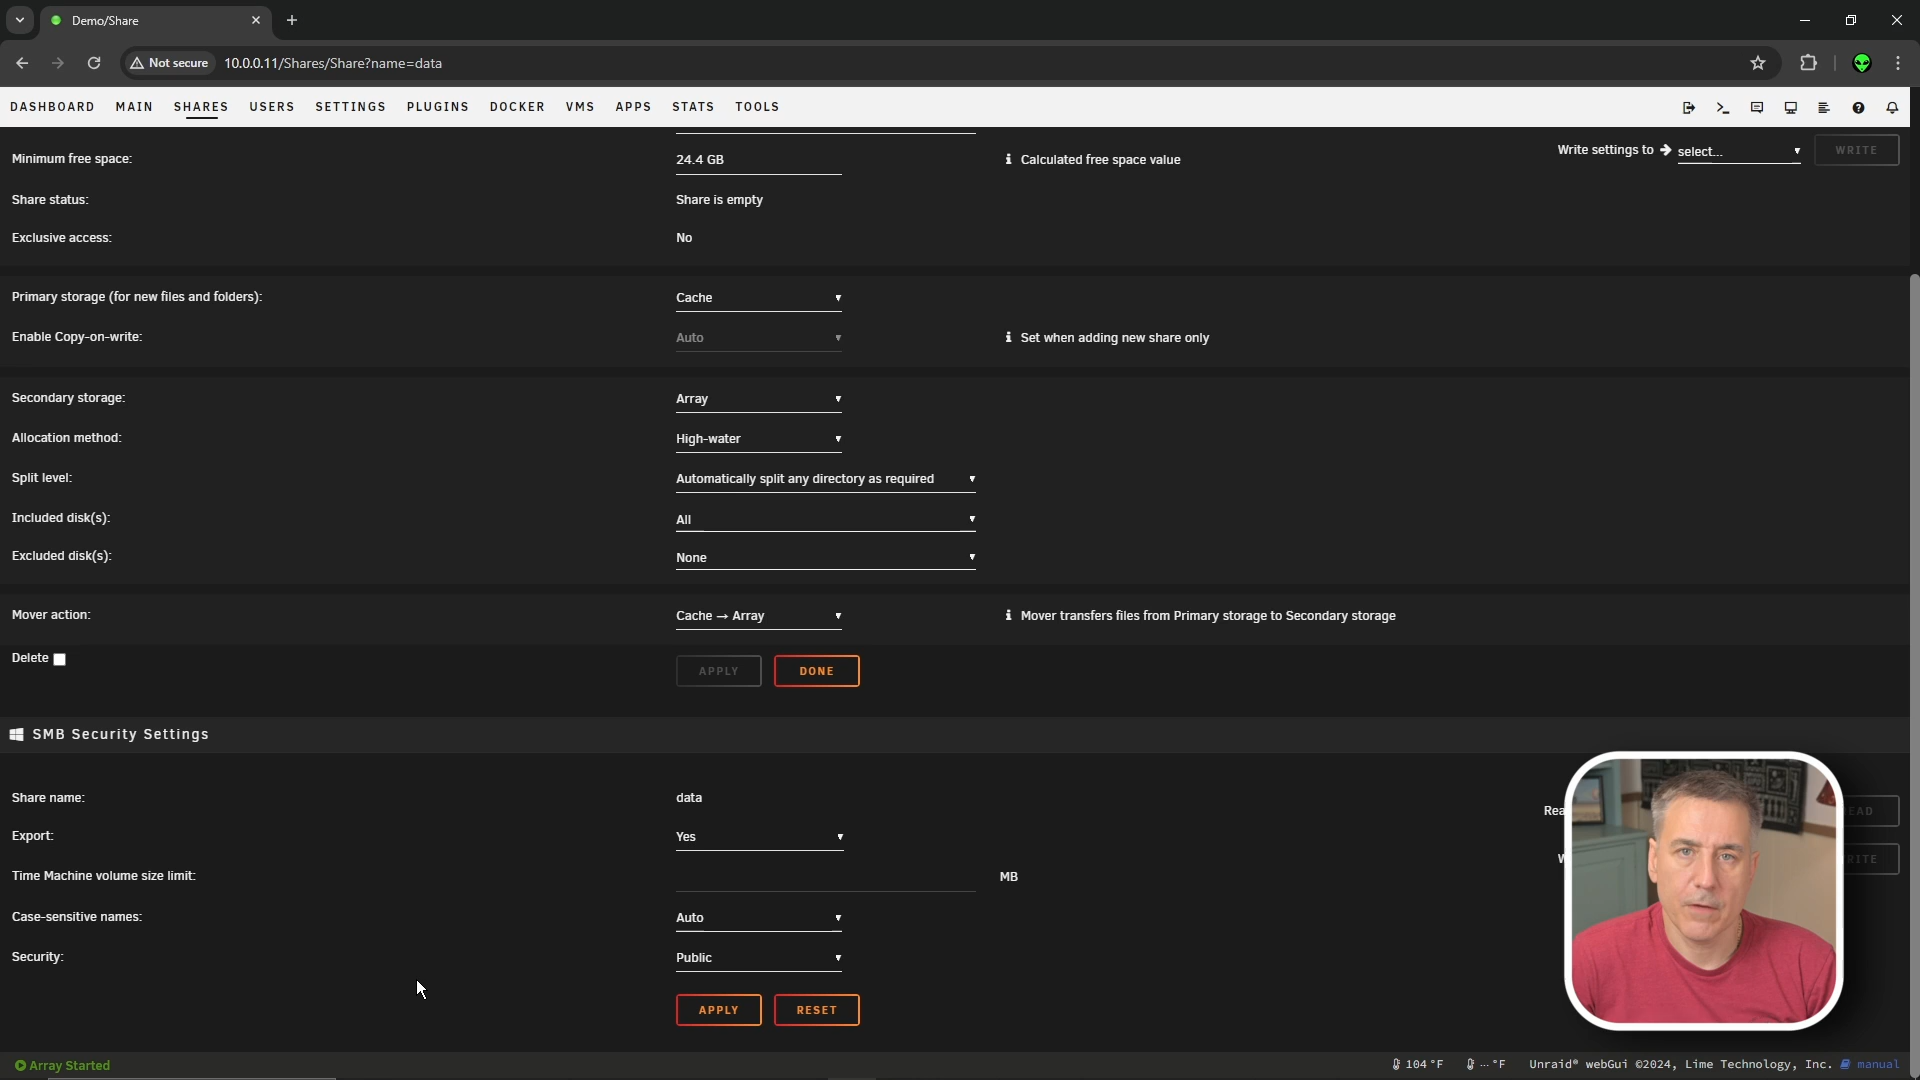 Demo/Share
Not secure
10.0.0.11/Shares/Share?name=data
DASHBOARD MAIN SHARES USERS SETTINGS PLUGINS DOCKER VMS APPS STATS TOOLS
Minimum free space: 24.4 GB Calculated free space value
Write settings to select... WRITE
Share status: Share is empty
Exclusive access: No
Primary storage (for new files and folders): Cache
Enable Copy-on-write: Auto Set when adding new share only
Secondary storage: Array
Allocation method: High-water
Split level: Automatically split any directory as required
Included disk(s): All
Excluded disk(s): None
Mover action: Cache → Array Mover transfers files from Primary storage to Secondary storage
Delete
APPLY DONE
SMB Security Settings
Share name: data
Export: Yes
Time Machine volume size limit: MB
Case-sensitive names: Auto
Security: Public
APPLY RESET
Array Started
104 °F -- °F Unraid® webGui ©2024, Lime Technology, Inc. manual